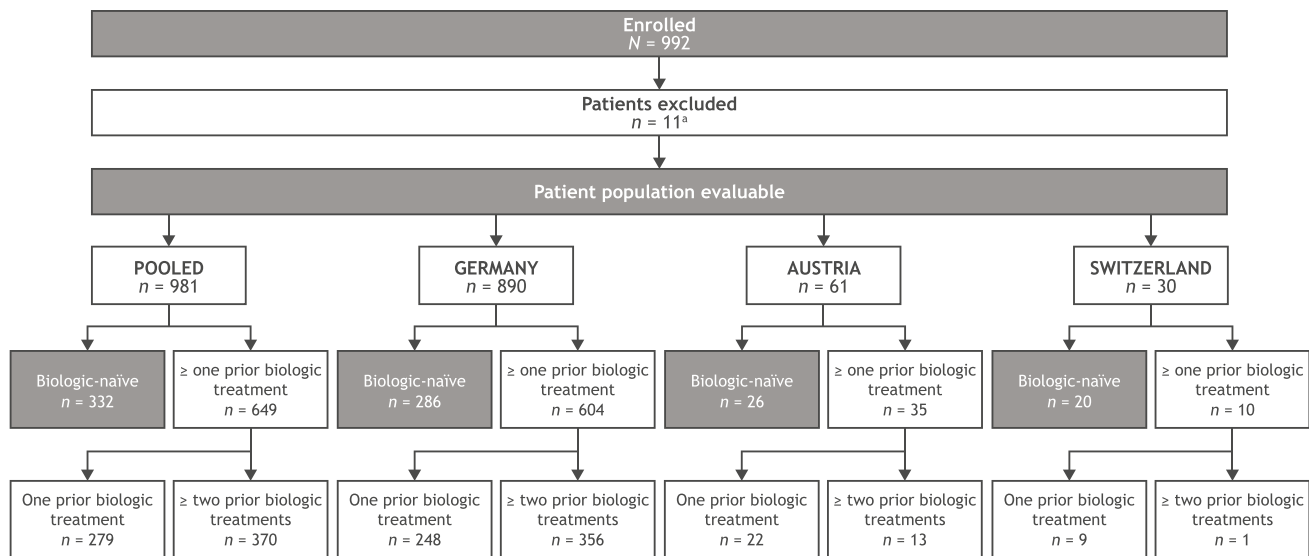 Enrolled
N = 992
Patients excluded
n = 11ª
Patient population evaluable
POOLED
n = 981
GERMANY
n = 890
AUSTRIA
n = 61
SWITZERLAND
n = 30
Biologic-naïve
n = 332
≥ one prior biologic
treatment
n = 649
Biologic-naïve
n = 286
≥ one prior biologic
treatment
n = 604
Biologic-naïve
n = 26
≥ one prior biologic
treatment
n = 35
Biologic-naïve
n = 20
≥ one prior biologic
treatment
n = 10
One prior biologic
treatment
n = 279
≥ two prior biologic
treatments
n = 370
One prior biologic
treatment
n = 248
≥ two prior biologic
treatments
n = 356
One prior biologic
treatment
n = 22
≥ two prior biologic
treatments
n = 13
One prior biologic
treatment
n = 9
≥ two prior biologic
treatments
n = 1